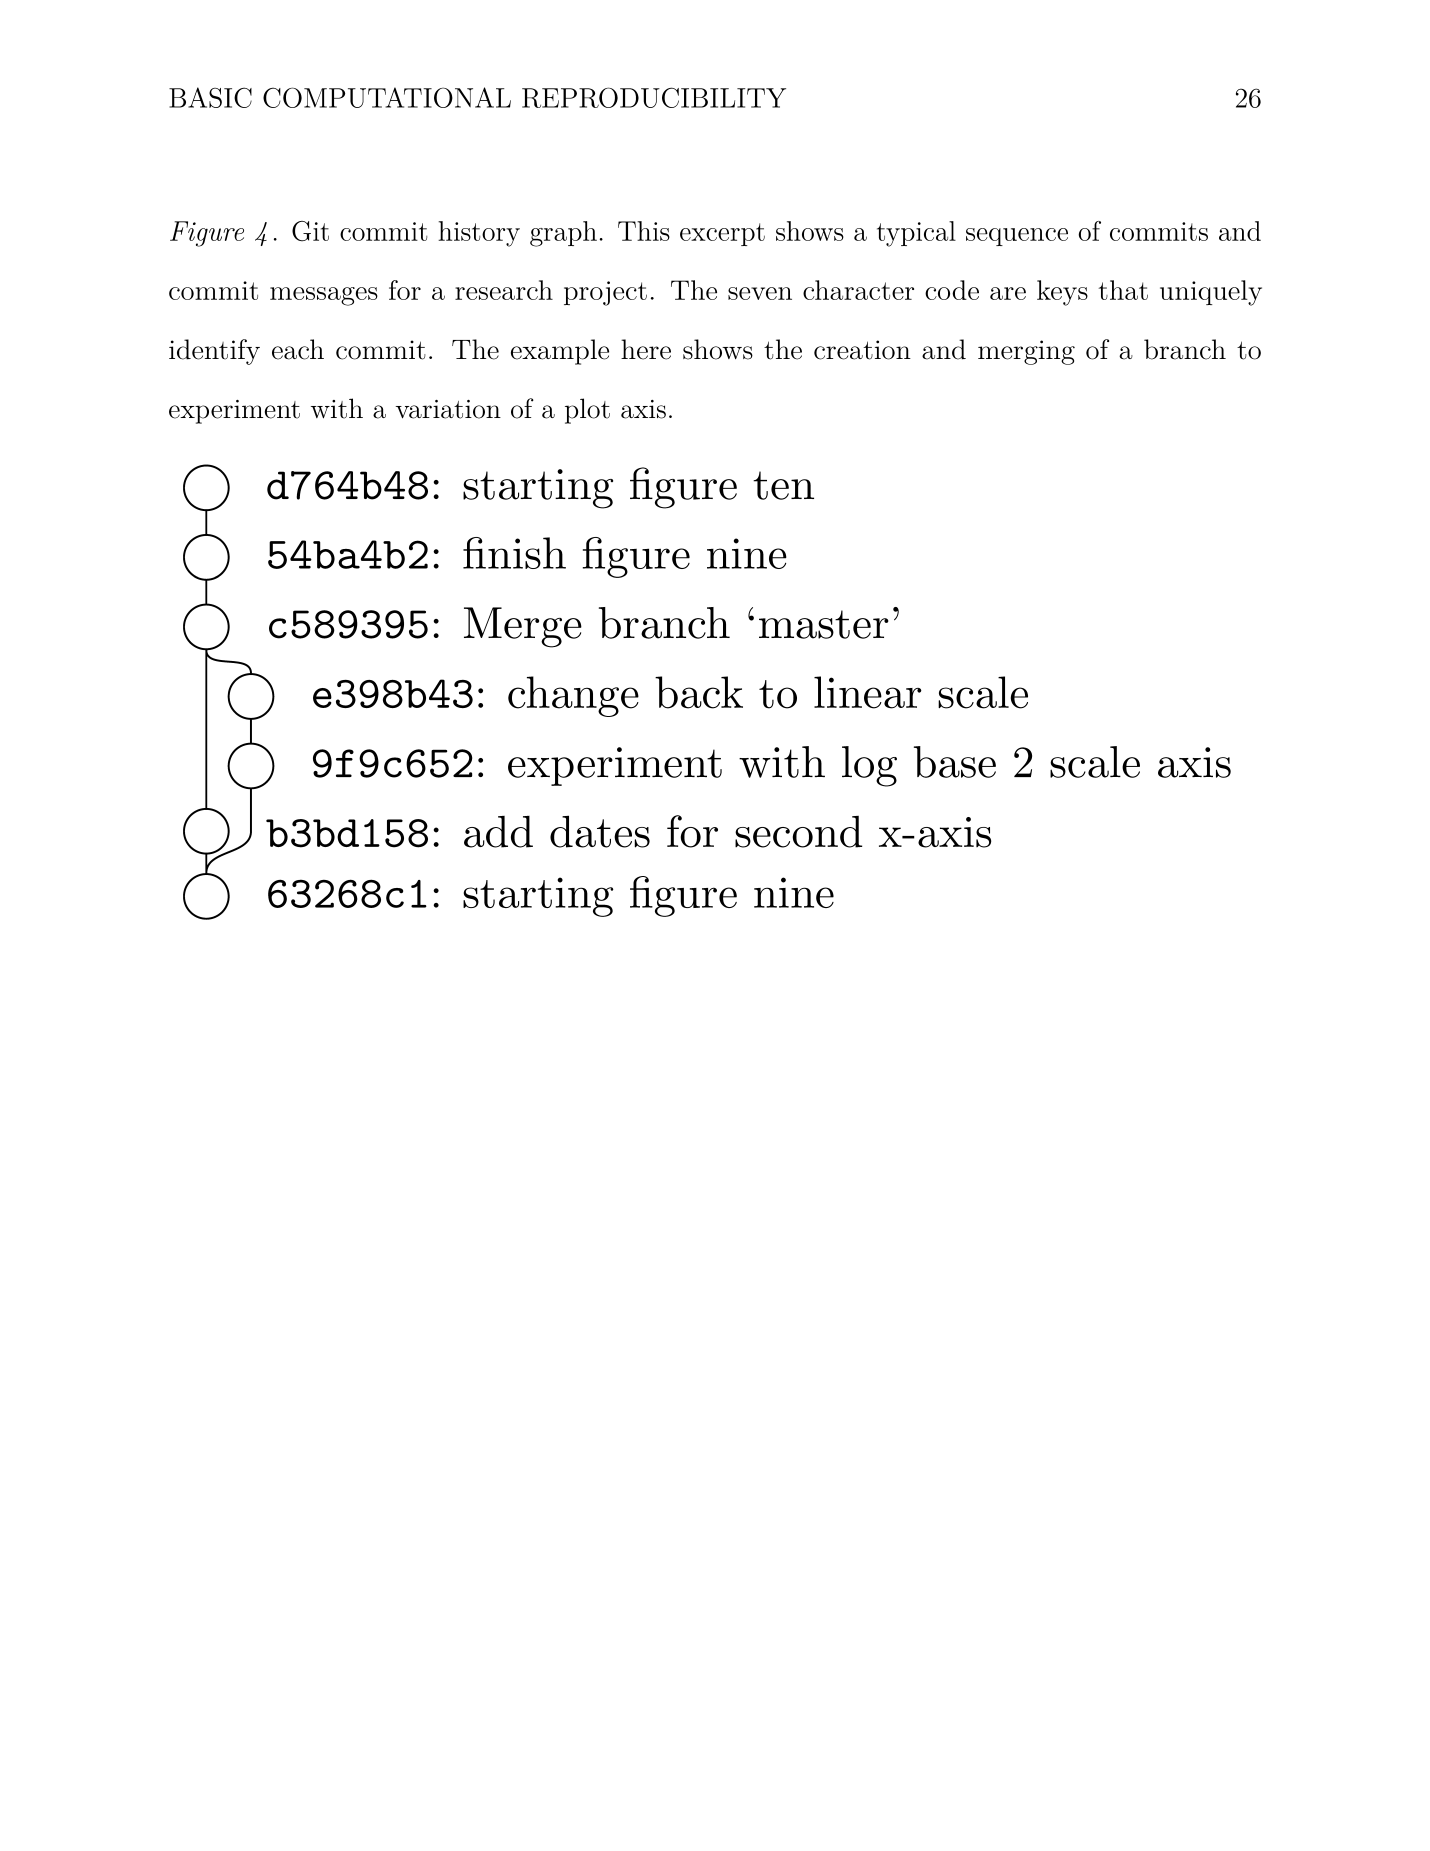 BASIC COMPUTATIONAL REPRODUCIBILITY 26
Figure 4. Git commit history graph. This excerpt shows a typical sequence of commits and
commit messages for a research project. The seven character code are keys that uniquely
identify each commit. The example here shows the creation and merging of a branch to
experiment with a variation of a plot axis.
d764b48: starting figure ten
54ba4b2: finish figure nine
c589395: Merge branch ‘master’
e398b43: change back to linear scale
9f9c652: experiment with log base 2 scale axis
b3bd158: add dates for second x-axis
63268c1: starting figure nine